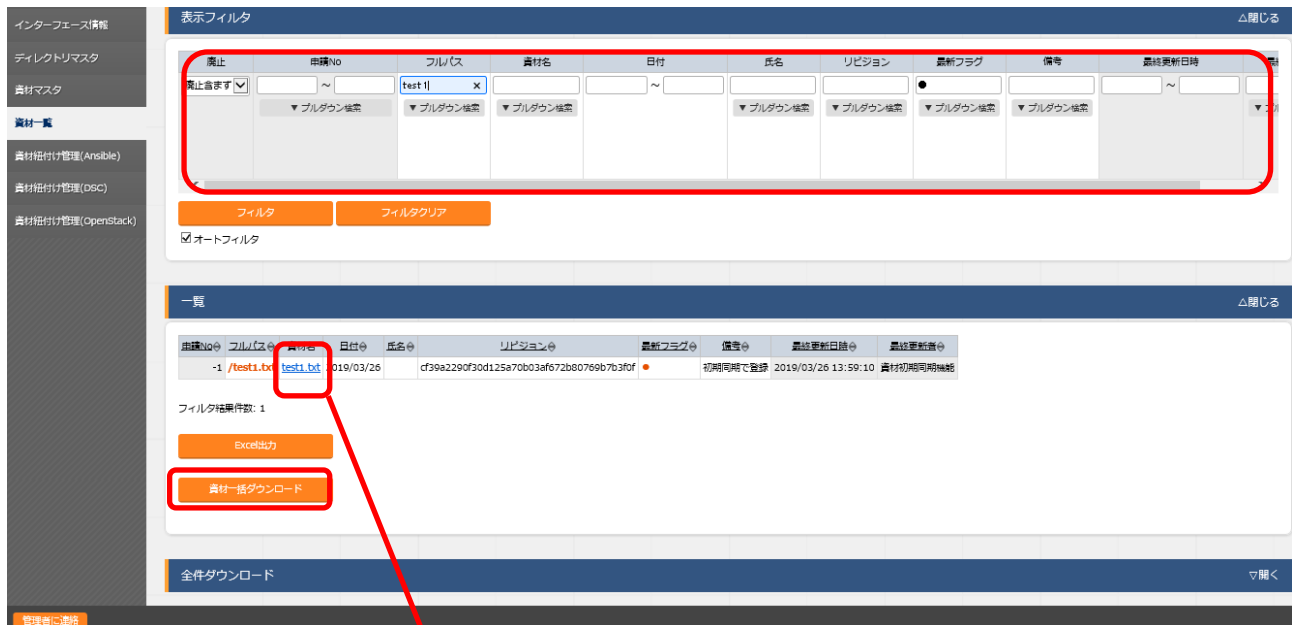 インターフェース情報
ディレクトリマスタ
資材マスタ
資材一覧
資材紐付け管理(Ansible)
資材紐付け管理(DSC)
資材紐付け管理(OpenStack)
表示フィルタ △閉じる
廃止 申請No フルパス 資材名 日付 氏名 リビジョン 最新フラグ 備考 最終更新日時
廃止含まず ～ test1 x ～ ● ～
▼ プルダウン検索 ▼ プルダウン検索 ▼ プルダウン検索 ▼ プルダウン検索 ▼ プルダウン検索 ▼ プルダウン検索 ▼ プルダウン検索
フィルタ フィルタクリア
オートフィルタ
一覧 △閉じる
申請No フルパス 資材名 日付 氏名 リビジョン 最新フラグ 備考 最終更新日時 最終更新者
-1 /test1.txt test1.txt 2019/03/26 cf39a2290f30d125a70b03af672b80769b7b3f0f ● 初期同期で登録 2019/03/26 13:59:10 資材初期同期機能
フィルタ結果件数: 1
Excel出力
資材一括ダウンロード
全件ダウンロード ▽開く
管理者に連絡